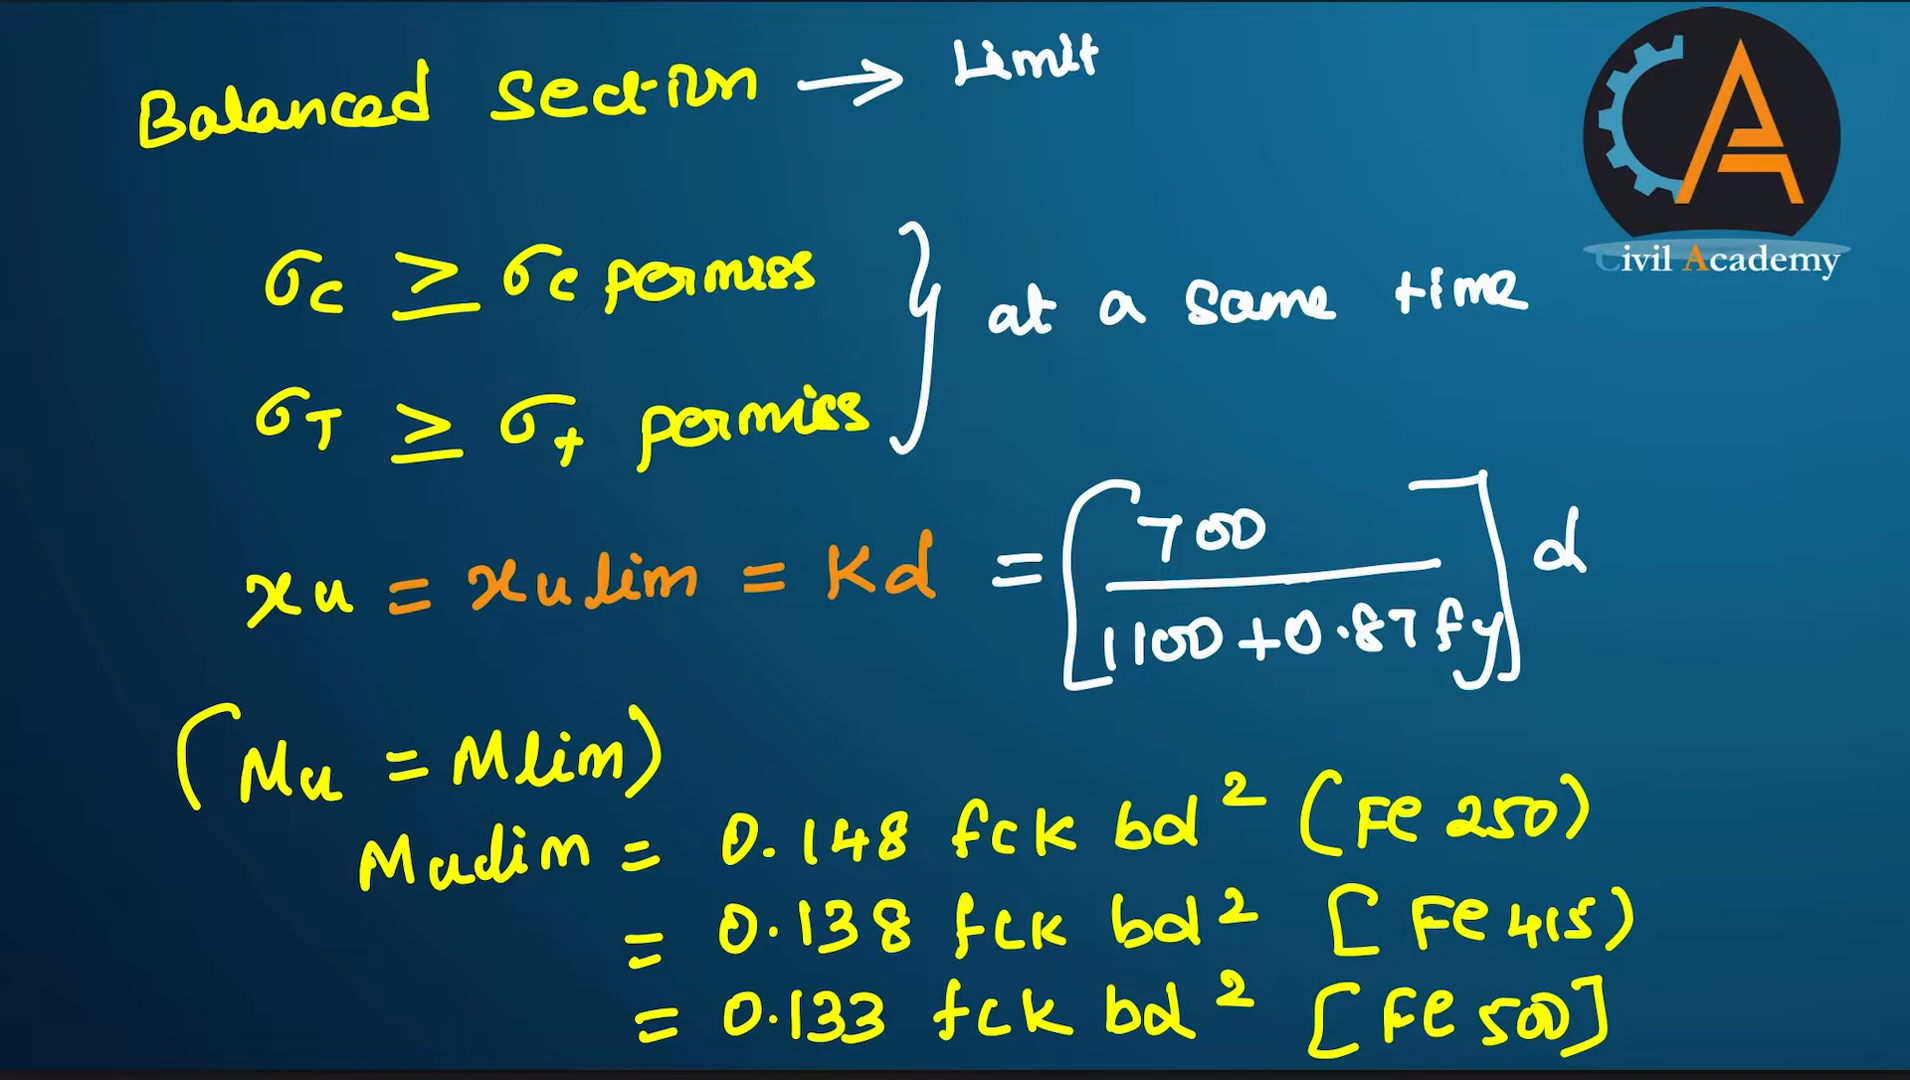 Balanced Section → Limit
Civil Academy
σc ≥ σc permiss
σT ≥ σt permiss } at a same time
xu = xulim = Kd = [700 / 1100+0.87fy] d
(Mu = Mlim)
Mulim = 0.148 fck bd² (Fe 250)
= 0.138 fck bd² [Fe 415)
= 0.133 fck bd² [Fe 500]